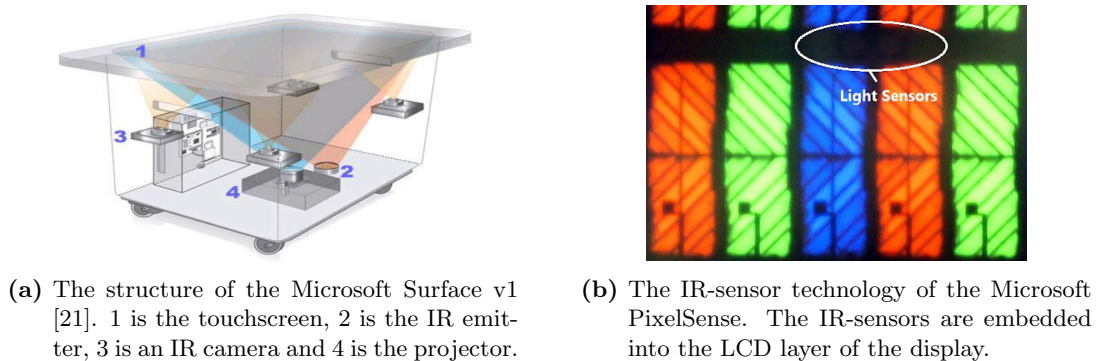 1
3
2
4
Light Sensors
(a) The structure of the Microsoft Surface v1
[21]. 1 is the touchscreen, 2 is the IR emit-
ter, 3 is an IR camera and 4 is the projector.
(b) The IR-sensor technology of the Microsoft
PixelSense. The IR-sensors are embedded
into the LCD layer of the display.